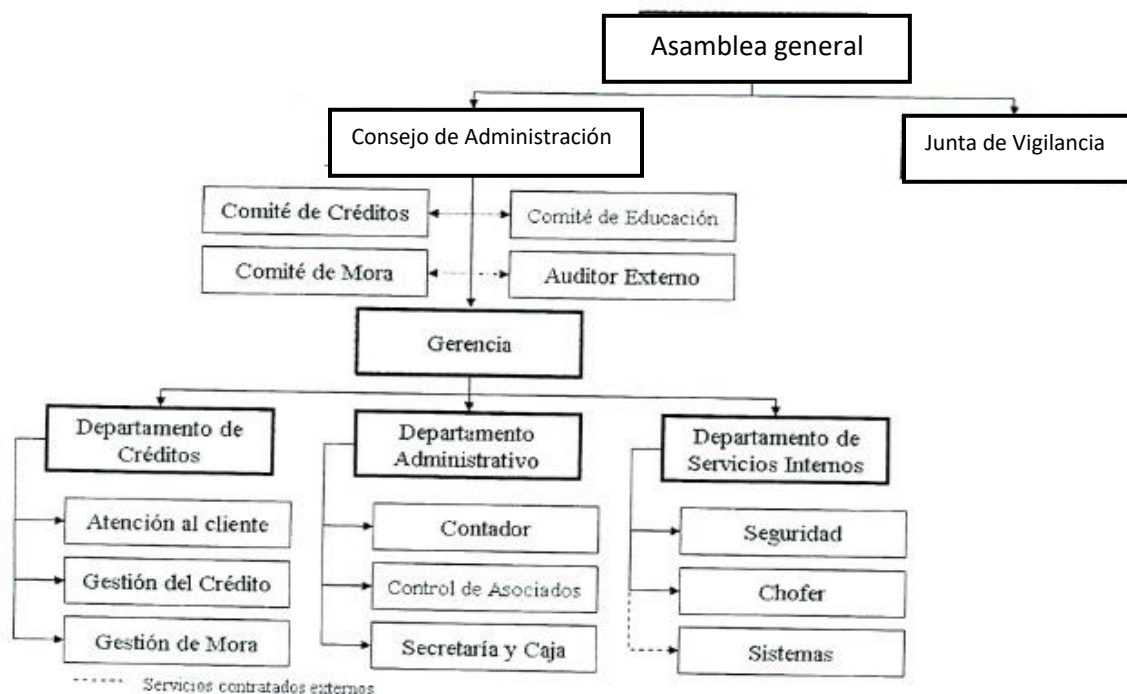 Asamblea general
Consejo de Administración
Junta de Vigilancia
Comité de Créditos
Comité de Educación
Comité de Mora
Auditor Externo
Gerencia
Departamento de
Créditos
Departamento
Administrativo
Departamento de
Servicios Internos
Atención al cliente
Contador
Seguridad
Gestión del Crédito
Control de Asociados
Chofer
Gestión de Mora
Secretaría y Caja
Sistemas
Servicios contratados externos